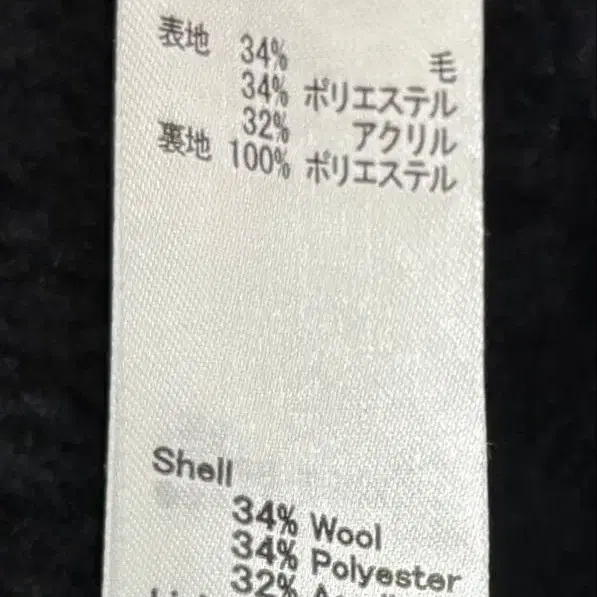 表地 34% 毛
34% ポリエステル
32% アクリル
裏地 100% ポリエステル
Shell
34% Wool
34% Polyester
32%